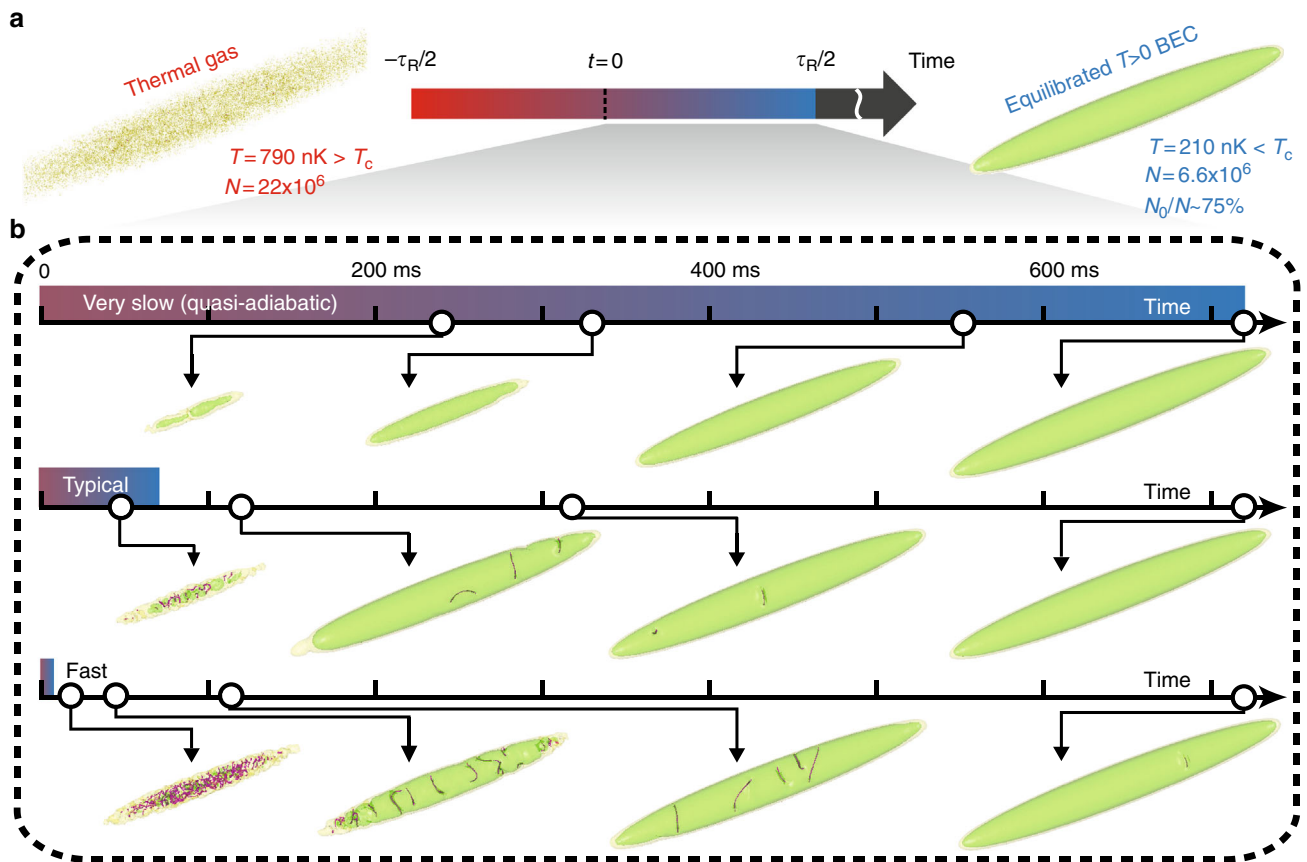 a
Thermal gas
T=790 nK > Tc
N=22x10⁶
−τR/2
t=0
τR/2
Time
Equilibrated T>0 BEC
T=210 nK < Tc
N=6.6x10⁶
N0/N~75%
b
0
200 ms
400 ms
600 ms
Very slow (quasi-adiabatic)
Time
Typical
Time
Fast
Time